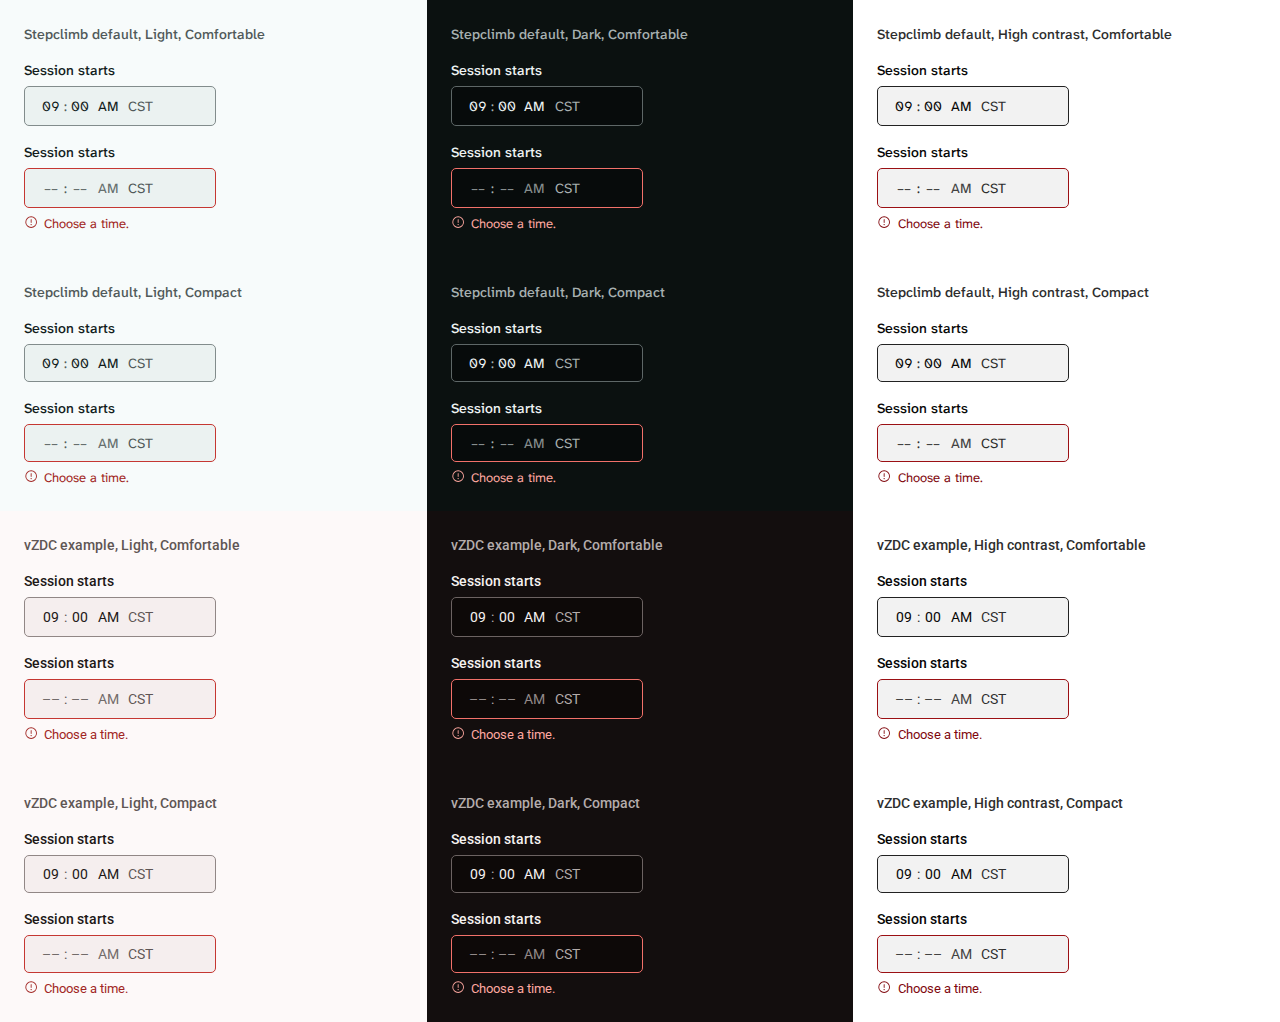 Stepclimb default, Light, Comfortable
Session starts
09 : 00 AM CST
Session starts
-- : -- AM CST
Choose a time.
Stepclimb default, Dark, Comfortable
Session starts
09 : 00 AM CST
Session starts
-- : -- AM CST
Choose a time.
Stepclimb default, High contrast, Comfortable
Session starts
09 : 00 AM CST
Session starts
-- : -- AM CST
Choose a time.
Stepclimb default, Light, Compact
Session starts
09 : 00 AM CST
Session starts
-- : -- AM CST
Choose a time.
Stepclimb default, Dark, Compact
Session starts
09 : 00 AM CST
Session starts
-- : -- AM CST
Choose a time.
Stepclimb default, High contrast, Compact
Session starts
09 : 00 AM CST
Session starts
-- : -- AM CST
Choose a time.
vZDC example, Light, Comfortable
Session starts
09 : 00 AM CST
Session starts
-- : -- AM CST
Choose a time.
vZDC example, Dark, Comfortable
Session starts
09 : 00 AM CST
Session starts
-- : -- AM CST
Choose a time.
vZDC example, High contrast, Comfortable
Session starts
09 : 00 AM CST
Session starts
-- : -- AM CST
Choose a time.
vZDC example, Light, Compact
Session starts
09 : 00 AM CST
Session starts
-- : -- AM CST
Choose a time.
vZDC example, Dark, Compact
Session starts
09 : 00 AM CST
Session starts
-- : -- AM CST
Choose a time.
vZDC example, High contrast, Compact
Session starts
09 : 00 AM CST
Session starts
-- : -- AM CST
Choose a time.